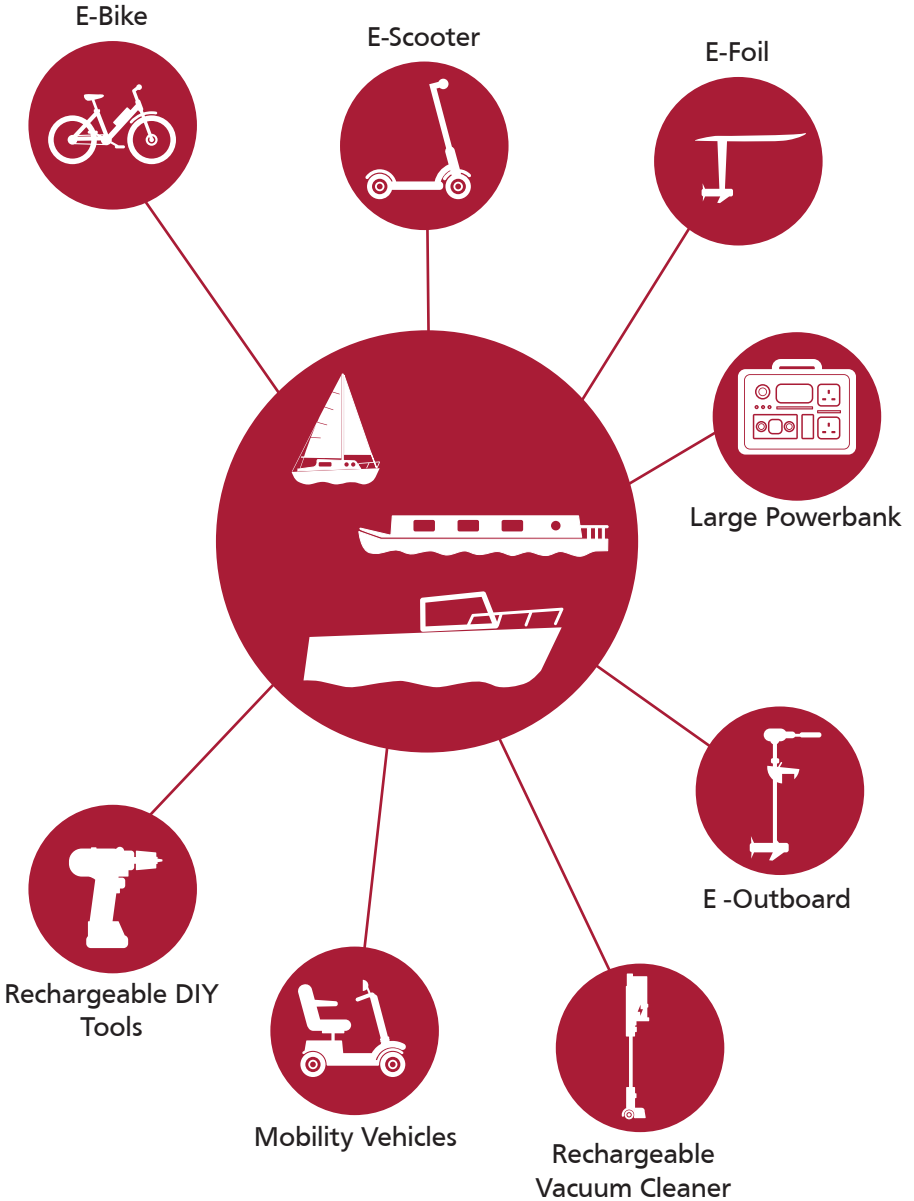 E-Bike
E-Scooter
E-Foil
Large Powerbank
E -Outboard
Rechargeable DIY
Tools
Mobility Vehicles
Rechargeable
Vacuum Cleaner